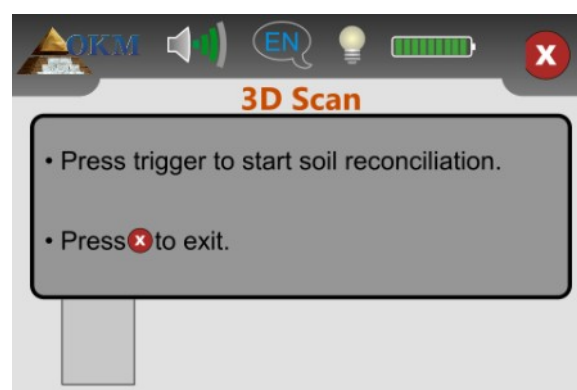 OKM
EN
X
3D Scan
• Press trigger to start soil reconciliation.
• Press x to exit.